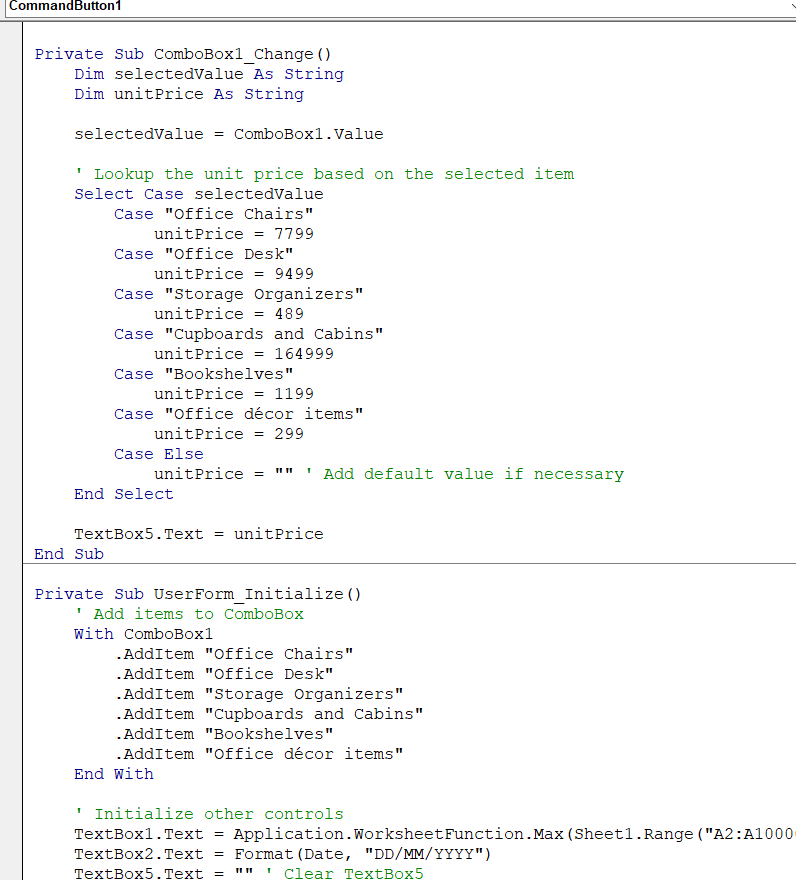 CommandButton1
Private Sub ComboBox1_Change()
Dim selectedValue As String
Dim unitPrice As String
selectedValue = ComboBox1.Value
' Lookup the unit price based on the selected item
Select Case selectedValue
Case "Office Chairs"
unitPrice = 7799
Case "Office Desk"
unitPrice = 9499
Case "Storage Organizers"
unitPrice = 489
Case "Cupboards and Cabins"
unitPrice = 164999
Case "Bookshelves"
unitPrice = 1199
Case "Office décor items"
unitPrice = 299
Case Else
unitPrice = "" ' Add default value if necessary
End Select
TextBox5.Text = unitPrice
End Sub
Private Sub UserForm_Initialize()
' Add items to ComboBox
With ComboBox1
.AddItem "Office Chairs"
.AddItem "Office Desk"
.AddItem "Storage Organizers"
.AddItem "Cupboards and Cabins"
.AddItem "Bookshelves"
.AddItem "Office décor items"
End With
' Initialize other controls
TextBox1.Text = Application.WorksheetFunction.Max(Sheet1.Range("A2:A1000
TextBox2.Text = Format(Date, "DD/MM/YYYY")
TextBox5.Text = "" ' Clear TextBox5